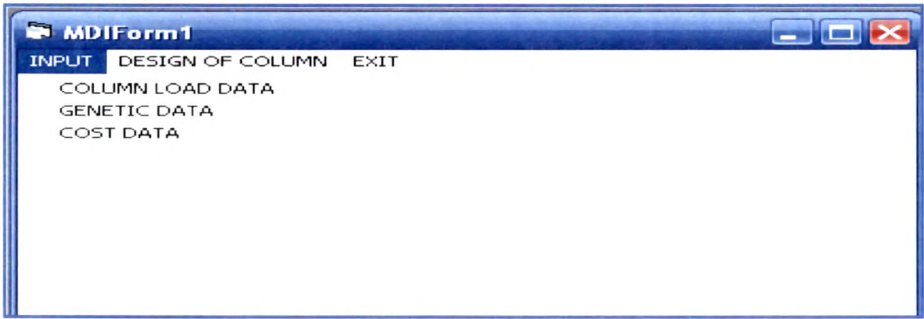 MDIForm1
INPUT DESIGN OF COLUMN EXIT
COLUMN LOAD DATA
GENETIC DATA
COST DATA